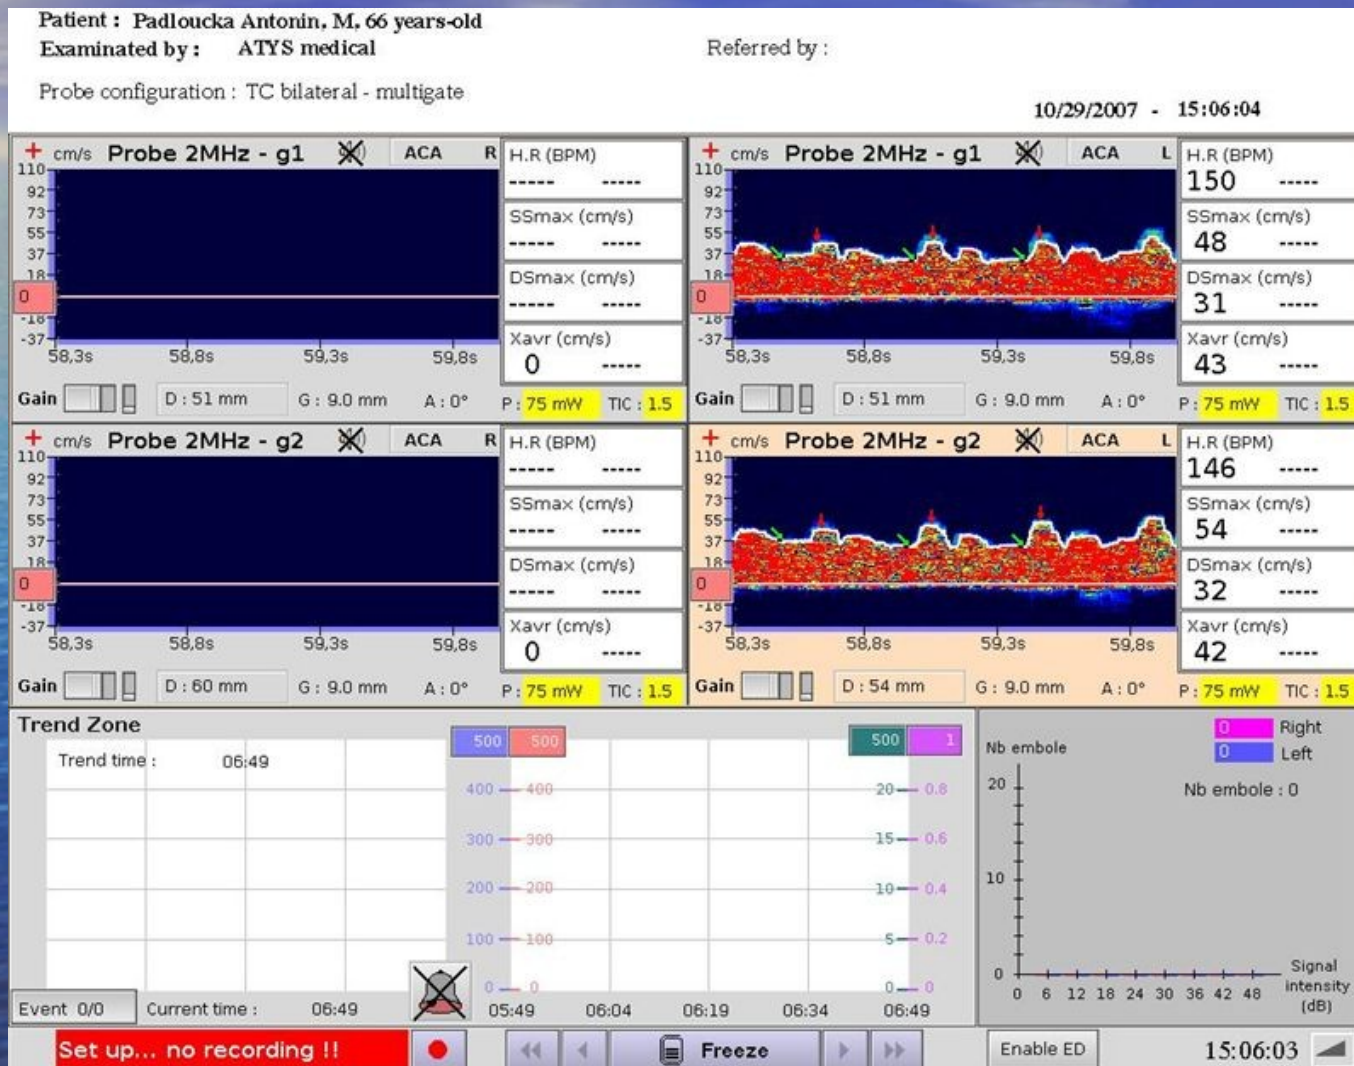 Patient : Padloucka Antonin, M, 66 years-old
Examinated by : ATYS medical
Referred by :
Probe configuration : TC bilateral - multigate
10/29/2007 - 15:06:04
+ cm/s Probe 2MHz - g1 ACA R
110
92
73
55
37
18
0
-18
-37
58,3s 58,8s 59,3s 59,8s
H.R (BPM)
----- -----
SSmax (cm/s)
----- -----
DSmax (cm/s)
----- -----
Xavr (cm/s)
0 -----
Gain D : 51 mm G : 9.0 mm A : 0° P : 75 mW TIC : 1.5
+ cm/s Probe 2MHz - g1 ACA L
110
92
73
55
37
18
0
-18
-37
58,3s 58,8s 59,3s 59,8s
H.R (BPM)
150 -----
SSmax (cm/s)
48 -----
DSmax (cm/s)
31 -----
Xavr (cm/s)
43 -----
Gain D : 51 mm G : 9.0 mm A : 0° P : 75 mW TIC : 1.5
+ cm/s Probe 2MHz - g2 ACA R
110
92
73
55
37
18
0
-18
-37
58,3s 58,8s 59,3s 59,8s
H.R (BPM)
----- -----
SSmax (cm/s)
----- -----
DSmax (cm/s)
----- -----
Xavr (cm/s)
0 -----
Gain D : 60 mm G : 9.0 mm A : 0° P : 75 mW TIC : 1.5
+ cm/s Probe 2MHz - g2 ACA L
110
92
73
55
37
18
0
-18
-37
58,3s 58,8s 59,3s 59,8s
H.R (BPM)
146 -----
SSmax (cm/s)
54 -----
DSmax (cm/s)
32 -----
Xavr (cm/s)
42 -----
Gain D : 54 mm G : 9.0 mm A : 0° P : 75 mW TIC : 1.5
Trend Zone
Trend time : 06:49
500 500
400 400
300 300
200 200
100 100
0 0
500 1
20 0.8
15 0.6
10 0.4
5 0.2
0 0
05:49 06:04 06:19 06:34 06:49
Event 0/0 Current time : 06:49
0 Right
0 Left
Nb embole
Nb embole : 0
20
10
0
0 6 12 18 24 30 36 42 48
Signal
intensity
(dB)
Set up... no recording !!
Freeze
Enable ED
15:06:03